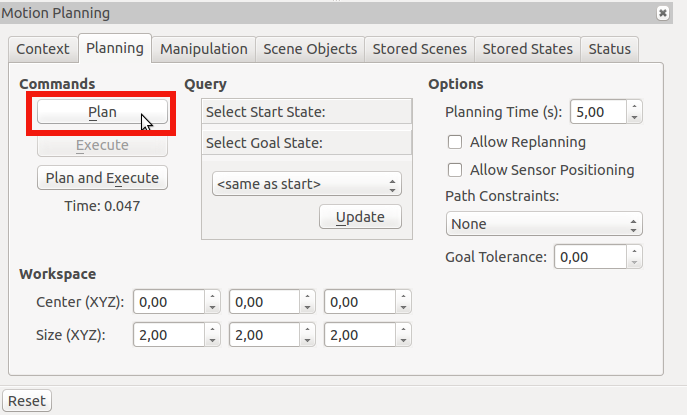 Motion Planning
Context Planning Manipulation Scene Objects Stored Scenes Stored States Status
Commands
Plan
Execute
Plan and Execute
Time: 0.047
Query
Select Start State:
Select Goal State:
<same as start>
Update
Options
Planning Time (s): 5,00
Allow Replanning
Allow Sensor Positioning
Path Constraints:
None
Goal Tolerance: 0,00
Workspace
Center (XYZ): 0,00 0,00 0,00
Size (XYZ): 2,00 2,00 2,00
Reset